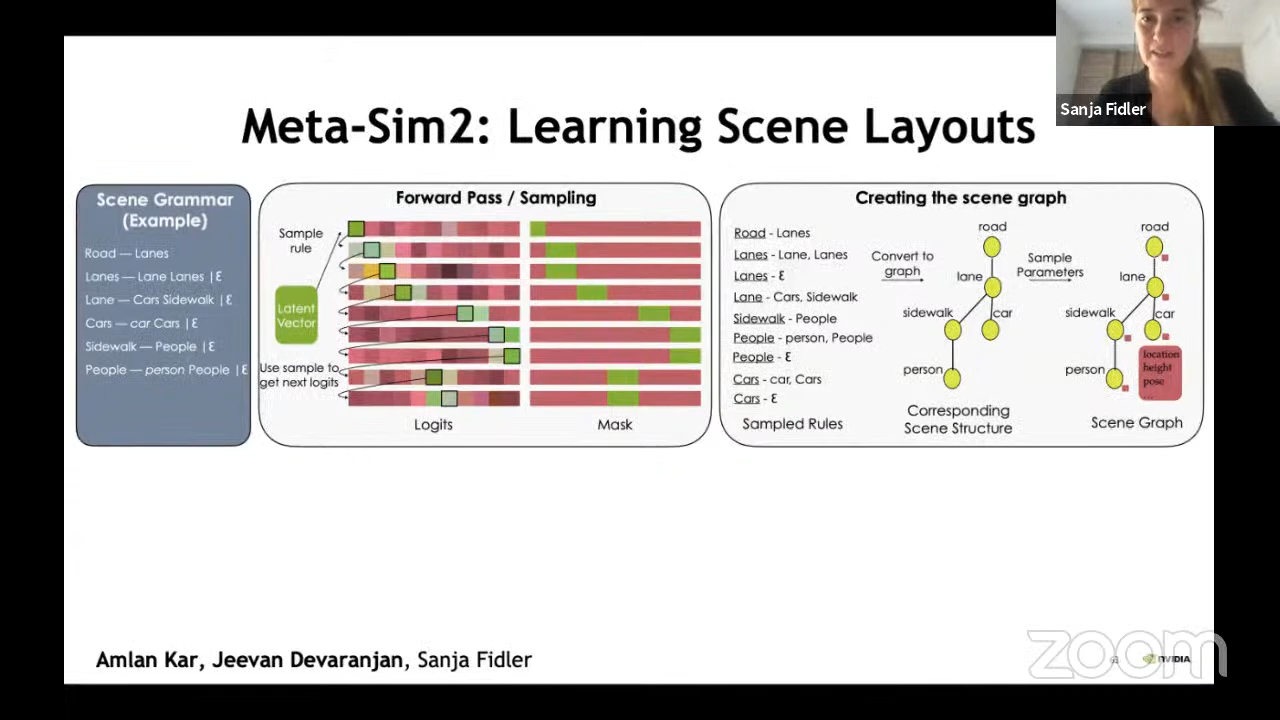 Sanja Fidler
Meta-Sim2: Learning Scene Layouts
Scene Grammar
(Example)
Road — Lanes
Lanes — Lane Lanes | Ɛ
Lane — Cars Sidewalk | Ɛ
Cars — car Cars | Ɛ
Sidewalk — People | Ɛ
People — person People | Ɛ
Forward Pass / Sampling
Sample
rule
Latent
Vector
Use sample to
get next logits
Logits
Mask
Creating the scene graph
Road - Lanes
Lanes - Lane, Lanes
Lanes - Ɛ
Lane - Cars, Sidewalk
Sidewalk - People
People - person, People
People - Ɛ
Cars - car, Cars
Cars - Ɛ
Sampled Rules
Convert to
graph
road
lane
sidewalk
car
person
Corresponding
Scene Structure
Sample
Parameters
road
lane
sidewalk
car
person
location
height
pose
...
Scene Graph
Amlan Kar, Jeevan Devaranjan, Sanja Fidler
zoom
NVIDIA